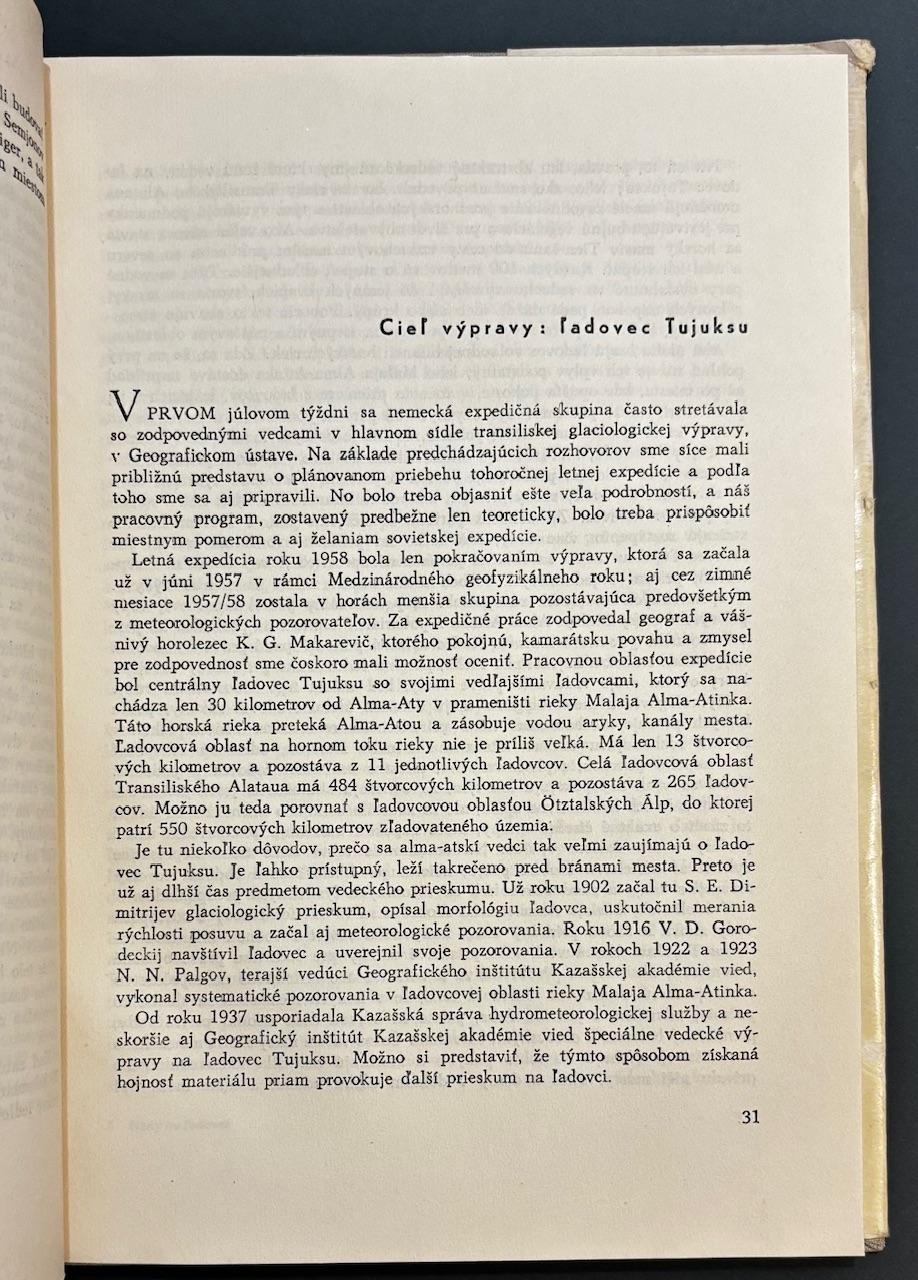 li budovať
Semjonov
iger, a tak
miestom
Cieľ výpravy: ľadovec Tujuksu
V PRVOM júlovom týždni sa nemecká expedičná skupina často stretávala
so zodpovednými vedcami v hlavnom sídle transiliskej glaciologickej výpravy,
v Geografickom ústave. Na základe predchádzajúcich rozhovorov sme síce mali
približnú predstavu o plánovanom priebehu tohoročnej letnej expedície a podľa
toho sme sa aj pripravili. No bolo treba objasniť ešte veľa podrobností, a náš
pracovný program, zostavený predbežne len teoreticky, bolo treba prispôsobiť
miestnym pomerom a aj želaniam sovietskej expedície.
Letná expedícia roku 1958 bola len pokračovaním výpravy, ktorá sa začala
už v júni 1957 v rámci Medzinárodného geofyzikálneho roku; aj cez zimné
mesiace 1957/58 zostala v horách menšia skupina pozostávajúca predovšetkým
z meteorologických pozorovateľov. Za expedičné práce zodpovedal geograf a váš-
nivý horolezec K. G. Makarevič, ktorého pokojnú, kamarátsku povahu a zmysel
pre zodpovednosť sme čoskoro mali možnosť oceniť. Pracovnou oblasťou expedície
bol centrálny ľadovec Tujuksu so svojimi vedľajšími ľadovcami, ktorý sa na-
chádza len 30 kilometrov od Alma-Aty v prameništi rieky Malaja Alma-Atinka.
Táto horská rieka preteká Alma-Atou a zásobuje vodou aryky, kanály mesta.
Ľadovcová oblasť na hornom toku rieky nie je príliš veľká. Má len 13 štvorco-
vých kilometrov a pozostáva z 11 jednotlivých ľadovcov. Celá ľadovcová oblasť
Transiliského Alataua má 484 štvorcových kilometrov a pozostáva z 265 ľadov-
cov. Možno ju teda porovnať s ľadovcovou oblasťou Ötztalských Álp, do ktorej
patrí 550 štvorcových kilometrov zľadovateného územia.
Je tu niekoľko dôvodov, prečo sa alma-atskí vedci tak veľmi zaujímajú o ľado-
vec Tujuksu. Je ľahko prístupný, leží takrečeno pred bránami mesta. Preto je
už aj dlhší čas predmetom vedeckého prieskumu. Už roku 1902 začal tu S. E. Di-
mitrijev glaciologický prieskum, opísal morfológiu ľadovca, uskutočnil merania
rýchlosti posuvu a začal aj meteorologické pozorovania. Roku 1916 V. D. Goro-
deckij navštívil ľadovec a uverejnil svoje pozorovania. V rokoch 1922 a 1923
N. N. Palgov, terajší vedúci Geografického inštitútu Kazašskej akadémie vied,
vykonal systematické pozorovania v ľadovcovej oblasti rieky Malaja Alma-Atinka.
Od roku 1937 usporiadala Kazašská správa hydrometeorologickej služby a ne-
skoršie aj Geografický inštitút Kazašskej akadémie vied špeciálne vedecké vý-
pravy na ľadovec Tujuksu. Možno si predstaviť, že týmto spôsobom získaná
hojnosť materiálu priam provokuje ďalší prieskum na ľadovci.
31